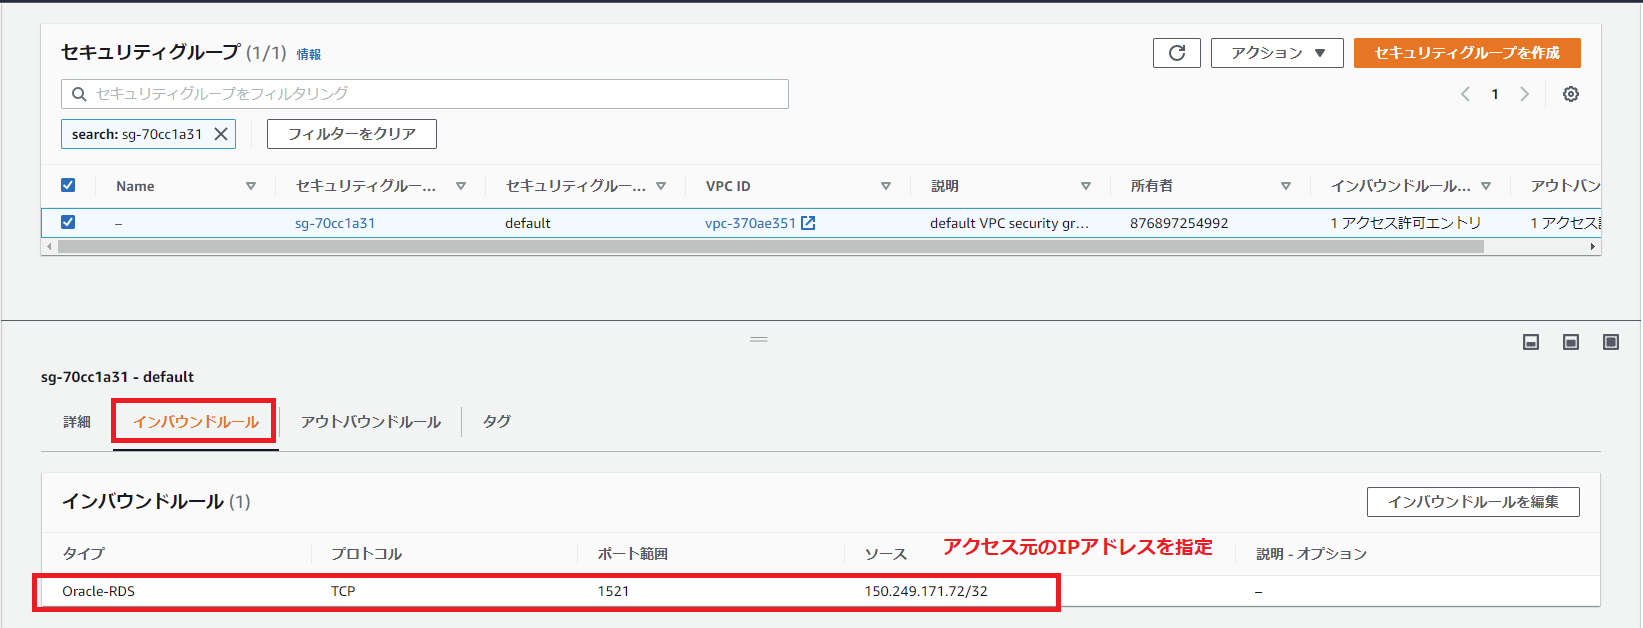 セキュリティグループ (1/1) 情報
アクション
セキュリティグループを作成
セキュリティグループをフィルタリング
1
search: sg-70cc1a31
フィルターをクリア
Name セキュリティグルー... セキュリティグルー... VPC ID 説明 所有者 インバウンドルール... アウトバン
– sg-70cc1a31 default vpc-370ae351 default VPC security gr... 876897254992 1 アクセス許可エントリ 1 アクセス
sg-70cc1a31 - default
詳細 インバウンドルール アウトバウンドルール タグ
インバウンドルール (1)
インバウンドルールを編集
アクセス元のIPアドレスを指定
タイプ プロトコル ポート範囲 ソース 説明 - オプション
Oracle-RDS TCP 1521 150.249.171.72/32 –